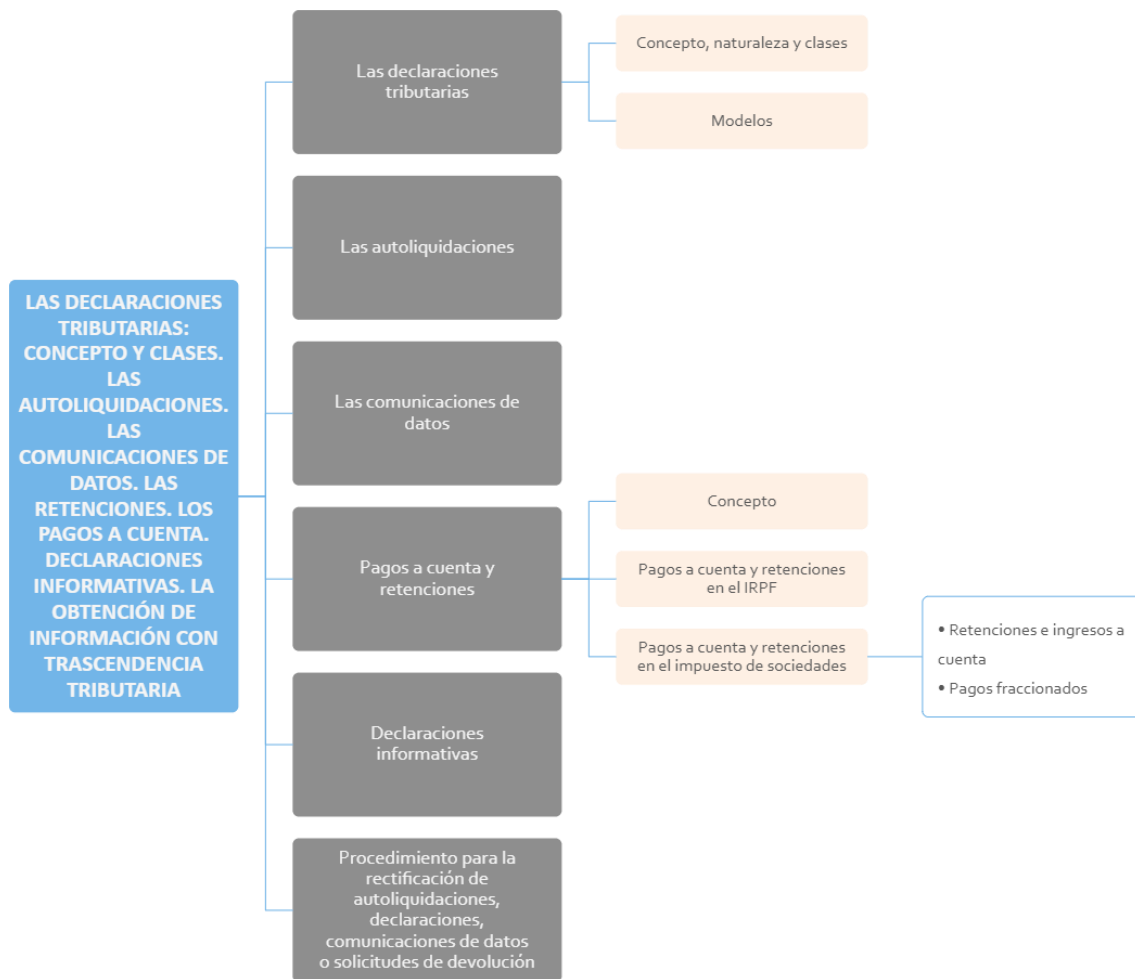 LAS DECLARACIONES
TRIBUTARIAS:
CONCEPTO Y CLASES.
LAS
AUTOLIQUIDACIONES.
LAS
COMUNICACIONES DE
DATOS. LAS
RETENCIONES. LOS
PAGOS A CUENTA.
DECLARACIONES
INFORMATIVAS. LA
OBTENCIÓN DE
INFORMACIÓN CON
TRASCENDENCIA
TRIBUTARIA
Las declaraciones
tributarias
Concepto, naturaleza y clases
Modelos
Las autoliquidaciones
Las comunicaciones de
datos
Pagos a cuenta y
retenciones
Concepto
Pagos a cuenta y retenciones
en el IRPF
Pagos a cuenta y retenciones
en el impuesto de sociedades
• Retenciones e ingresos a
cuenta
• Pagos fraccionados
Declaraciones
informativas
Procedimiento para la
rectificación de
autoliquidaciones,
declaraciones,
comunicaciones de datos
o solicitudes de devolución